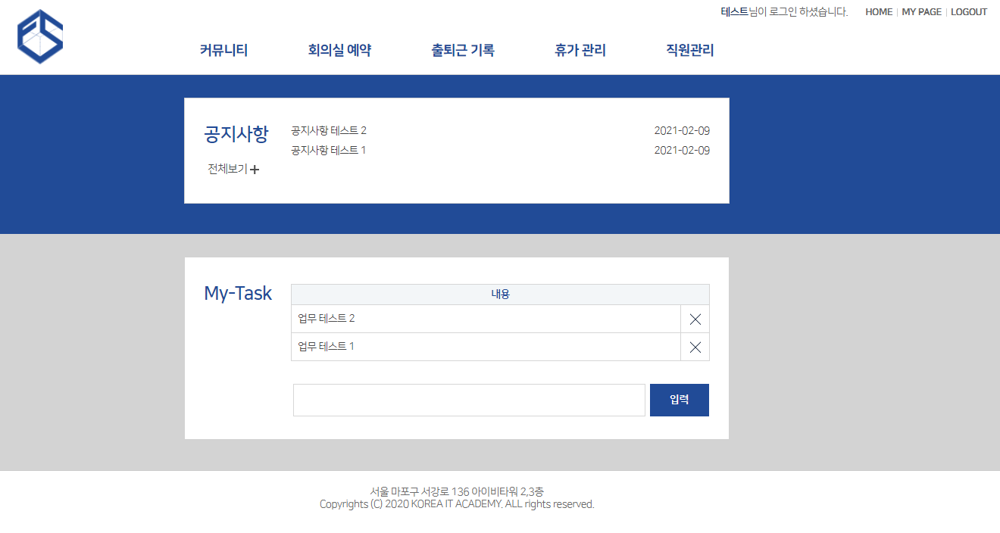 테스트님이 로그인 하셨습니다. HOME | MY PAGE | LOGOUT
FS
커뮤니티 회의실 예약 출퇴근 기록 휴가 관리 직원관리
공지사항
전체보기+
공지사항 테스트 2 2021-02-09
공지사항 테스트 1 2021-02-09
My-Task
내용
업무 테스트 2
업무 테스트 1
입력
서울 마포구 서강로 136 아이비타워 2,3층
Copyrights (C) 2020 KOREA IT ACADEMY. ALL rights reserved.